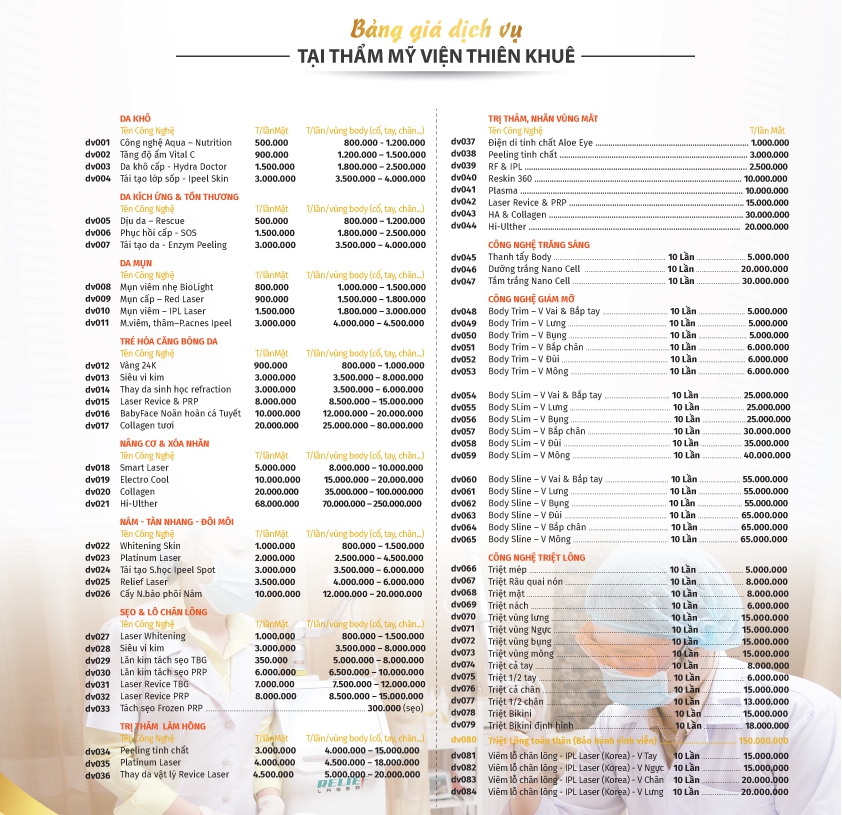 Bảng giá dịch vụ
TẠI THẨM MỸ VIỆN THIÊN KHUÊ
DA KHÔ
Tên Công Nghệ T/lầnMặt T/lần/vùng body (cổ, tay, chân...)
dv001 Công nghệ Aqua – Nutrition 500.000 800.000 - 1.200.000
dv002 Tăng độ ẩm Vital C 900.000 1.200.000 – 1.500.000
dv003 Da khô cấp - Hydra Doctor 1.500.000 1.800.000 – 2.500.000
dv004 Tái tạo lớp sốp - Ipeel Skin 3.000.000 3.500.000 – 4.000.000
DA KÍCH ỨNG & TỔN THƯƠNG
Tên Công Nghệ T/lầnMặt T/lần/vùng body (cổ, tay, chân...)
dv005 Dịu da – Rescue 500.000 800.000 – 1.200.000
dv006 Phục hồi cấp - SOS 1.500.000 1.800.000 – 2.500.000
dv007 Tái tạo da - Enzym Peeling 3.000.000 3.500.000 – 4.000.000
DA MỤN
Tên Công Nghệ T/lầnMặt T/lần/vùng body (cổ, tay, chân...)
dv008 Mụn viêm nhẹ BioLight 800.000 1.000.000 – 1.500.000
dv009 Mụn cấp – Red Laser 900.000 1.500.000 – 1.800.000
dv010 Mụn viêm – IPL Laser 1.500.000 1.800.000 – 3.000.000
dv011 M.viêm, thâm–P.acnes Ipeel 3.000.000 4.000.000 – 4.500.000
TRẺ HÓA CĂNG BÓNG DA
Tên Công Nghệ T/lầnMặt T/lần/vùng body (cổ, tay, chân...)
dv012 Vàng 24K 900.000 800.000 – 1.000.000
dv013 Siêu vi kim 3.000.000 3.500.000 – 8.000.000
dv014 Thay da sinh học refraction 3.000.000 3.500.000 – 6.000.000
dv015 Laser Revice & PRP 8.000.000 8.500.000 – 15.000.000
dv016 BabyFace Noãn hoàn cá Tuyết 10.000.000 12.000.000 – 20.000.000
dv017 Collagen tươi 20.000.000 25.000.000 – 80.000.000
NÂNG CƠ & XÓA NHĂN
Tên Công Nghệ T/lầnMặt T/lần/vùng body (cổ, tay, chân...)
dv018 Smart Laser 5.000.000 8.000.000 – 10.000.000
dv019 Electro Cool 10.000.000 15.000.000 – 20.000.000
dv020 Collagen 20.000.000 35.000.000 – 100.000.000
dv021 Hi-Ulther 68.000.000 70.000.000 – 250.000.000
NÁM - TÀN NHANG - ĐỒI MỒI
Tên Công Nghệ T/lầnMặt T/lần/vùng body (cổ, tay, chân...)
dv022 Whitening Skin 1.000.000 800.000 – 1.500.000
dv023 Platinum Laser 2.000.000 2.500.000 – 4.500.000
dv024 Tái tạo S.học Ipeel Spot 3.000.000 3.500.000 – 6.000.000
dv025 Relief Laser 3.500.000 4.000.000 – 6.000.000
dv026 Cấy N.bào phôi Nám 10.000.000 12.000.000 – 20.000.000
SẸO & LỖ CHÂN LÔNG
Tên Công Nghệ T/lầnMặt T/lần/vùng body (cổ, tay, chân...)
dv027 Laser Whitening 1.000.000 800.000 – 1.500.000
dv028 Siêu vi kim 3.000.000 3.500.000 – 8.000.000
dv029 Lăn kim tách sẹo TBG 350.000 5.000.000 – 8.000.000
dv030 Lăn kim tách sẹo PRP 6.000.000 6.500.000 – 10.000.000
dv031 Laser Revice TBG 7.000.000 7.500.000 – 12.000.000
dv032 Laser Revice PRP 8.000.000 8.500.000 – 15.000.000
dv033 Tách sẹo Frozen PRP 300.000 (sẹo)
TRỊ THÂM LÀM HỒNG
Tên Công Nghệ T/lầnMặt T/lần/vùng body (cổ, tay, chân...)
dv034 Peeling tinh chất 3.000.000 4.000.000 – 15.000.000
dv035 Platinum Laser 4.000.000 4.500.000 – 18.000.000
dv036 Thay da vật lý Revice Laser 4.500.000 5.000.000 – 20.000.000
RELIEF
LASER
TRỊ THÂM, NHĂN VÙNG MẮT
Tên Công Nghệ T/lần Mắt
dv037 Điện di tinh chất Aloe Eye 1.000.000
dv038 Peeling tinh chất 3.000.000
dv039 RF & IPL 2.500.000
dv040 Reskin 360 10.000.000
dv041 Plasma 10.000.000
dv042 Laser Revice & PRP 15.000.000
dv043 HA & Collagen 30.000.000
dv044 Hi-Ulther 20.000.000
CÔNG NGHỆ TRẮNG SÁNG
dv045 Thanh tẩy Body 10 Lần 5.000.000
dv046 Dưỡng trắng Nano Cell 10 Lần 20.000.000
dv047 Tắm trắng Nano Cell 10 Lần 30.000.000
CÔNG NGHỆ GIẢM MỠ
dv048 Body Trim – V Vai & Bắp tay 10 Lần 5.000.000
dv049 Body Trim – V Lưng 10 Lần 5.000.000
dv050 Body Trim – V Bụng 10 Lần 5.000.000
dv051 Body Trim – V Bắp chân 10 Lần 6.000.000
dv052 Body Trim – V Đùi 10 Lần 6.000.000
dv053 Body Trim – V Mông 10 Lần 6.000.000
dv054 Body SLim – V Vai & Bắp tay 10 Lần 25.000.000
dv055 Body SLim – V Lưng 10 Lần 25.000.000
dv056 Body SLim – V Bụng 10 Lần 25.000.000
dv057 Body SLim – V Bắp chân 10 Lần 30.000.000
dv058 Body SLim – V Đùi 10 Lần 35.000.000
dv059 Body SLim – V Mông 10 Lần 40.000.000
dv060 Body Sline – V Vai & Bắp tay 10 Lần 55.000.000
dv061 Body Sline – V Lưng 10 Lần 55.000.000
dv062 Body Sline – V Bụng 10 Lần 55.000.000
dv063 Body Sline – V Đùi 10 Lần 65.000.000
dv064 Body Sline – V Bắp chân 10 Lần 65.000.000
dv065 Body Sline – V Mông 10 Lần 65.000.000
CÔNG NGHỆ TRIỆT LÔNG
dv066 Triệt mép 10 Lần 5.000.000
dv067 Triệt Râu quai nón 10 Lần 8.000.000
dv068 Triệt mặt 10 Lần 8.000.000
dv069 Triệt nách 10 Lần 6.000.000
dv070 Triệt vùng lưng 10 Lần 15.000.000
dv071 Triệt vùng Ngực 10 Lần 15.000.000
dv072 Triệt vùng bụng 10 Lần 15.000.000
dv073 Triệt vùng mông 10 Lần 15.000.000
dv074 Triệt cả tay 10 Lần 8.000.000
dv075 Triệt 1/2 tay 10 Lần 6.000.000
dv076 Triệt cả chân 10 Lần 15.000.000
dv077 Triệt 1/2 chân 10 Lần 13.000.000
dv078 Triệt Bikini 10 Lần 15.000.000
dv079 Triệt Bikini định hình 10 Lần 18.000.000
dv080 Triệt Lông toàn thân (Bảo hành vĩnh viễn) 150.000.000
dv081 Viêm lỗ chân lông - IPL Laser (Korea) - V Tay 10 Lần 15.000.000
dv082 Viêm lỗ chân lông - IPL Laser (Korea) - V Ngực 10 Lần 15.000.000
dv083 Viêm lỗ chân lông - IPL Laser (Korea) - V Chân 10 Lần 20.000.000
dv084 Viêm lỗ chân lông - IPL Laser (Korea) - V Lưng 10 Lần 20.000.000